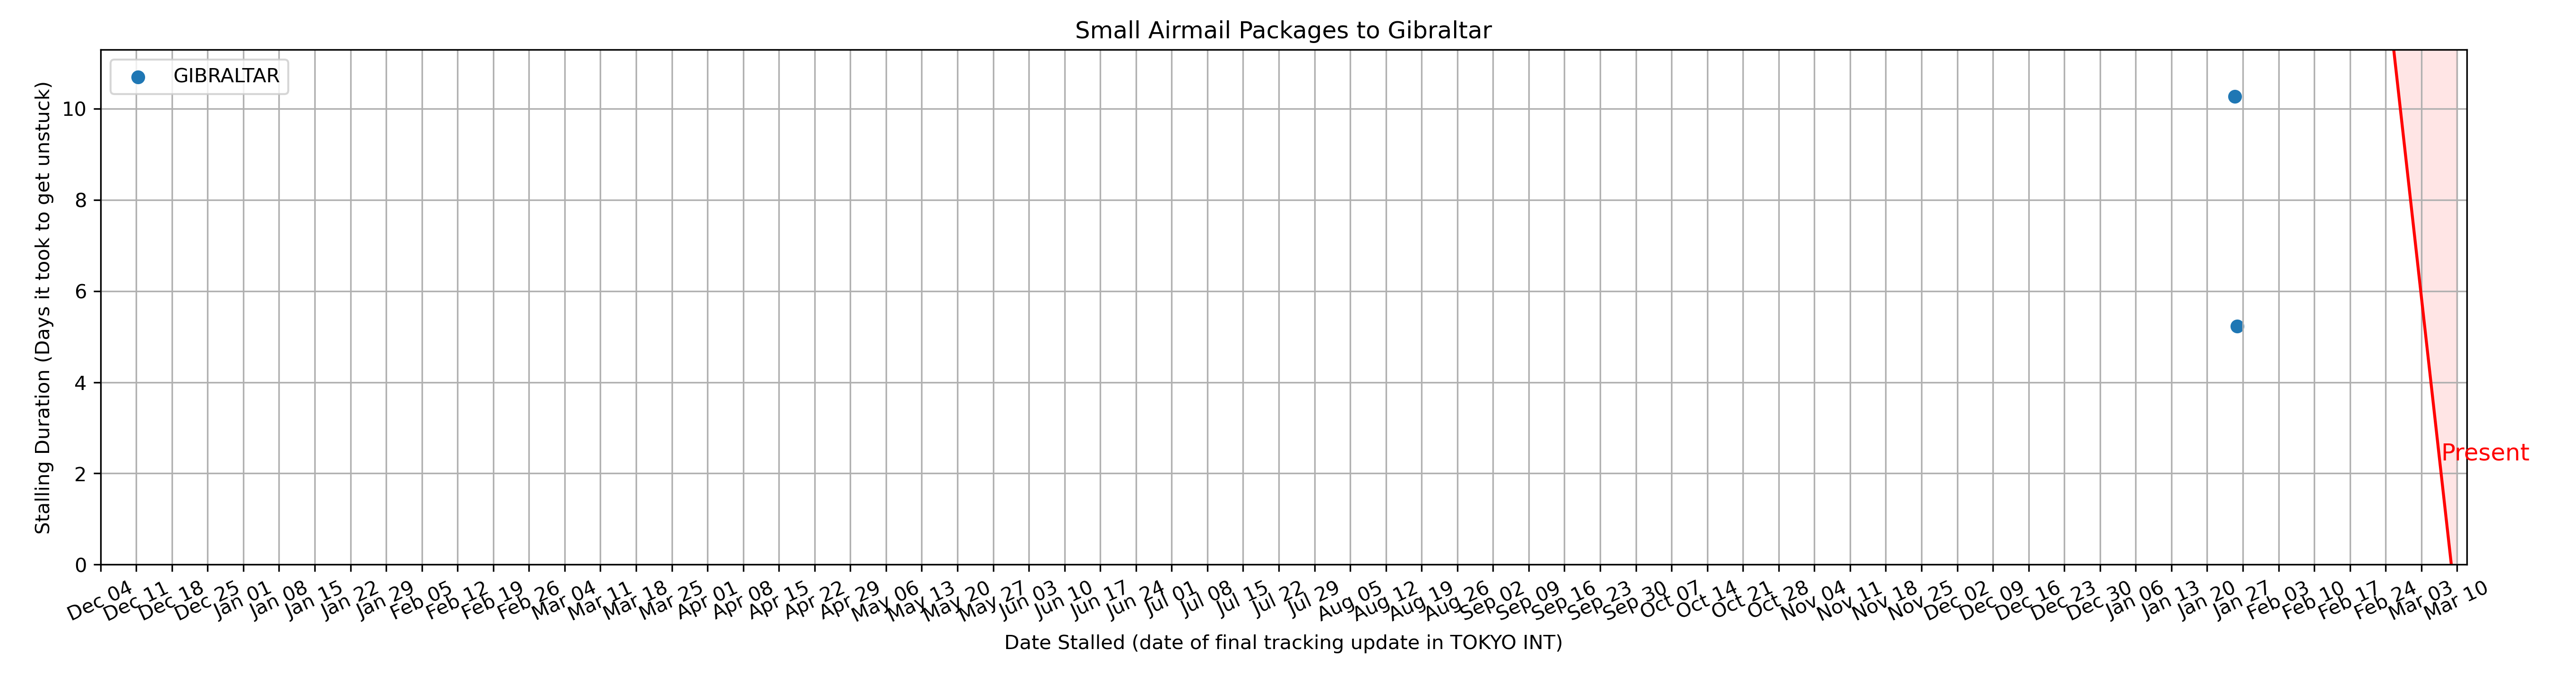 Small Airmail Packages to Gibraltar
GIBRALTAR
Stalling Duration (Days it took to get unstuck)
10
8
6
4
2
0
Present
Dec 04 Dec 11 Dec 18 Dec 25 Jan 01 Jan 08 Jan 15 Jan 22 Jan 29 Feb 05 Feb 12 Feb 19 Feb 26 Mar 04 Mar 11 Mar 18 Mar 25 Apr 01 Apr 08 Apr 15 Apr 22 Apr 29 May 06 May 13 May 20 May 27 Jun 03 Jun 10 Jun 17 Jun 24 Jul 01 Jul 08 Jul 15 Jul 22 Jul 29 Aug 05 Aug 12 Aug 19 Aug 26 Sep 02 Sep 09 Sep 16 Sep 23 Sep 30 Oct 07 Oct 14 Oct 21 Oct 28 Nov 04 Nov 11 Nov 18 Nov 25 Dec 02 Dec 09 Dec 16 Dec 23 Dec 30 Jan 06 Jan 13 Jan 20 Jan 27 Feb 03 Feb 10 Feb 17 Feb 24 Mar 03 Mar 10
Date Stalled (date of final tracking update in TOKYO INT)